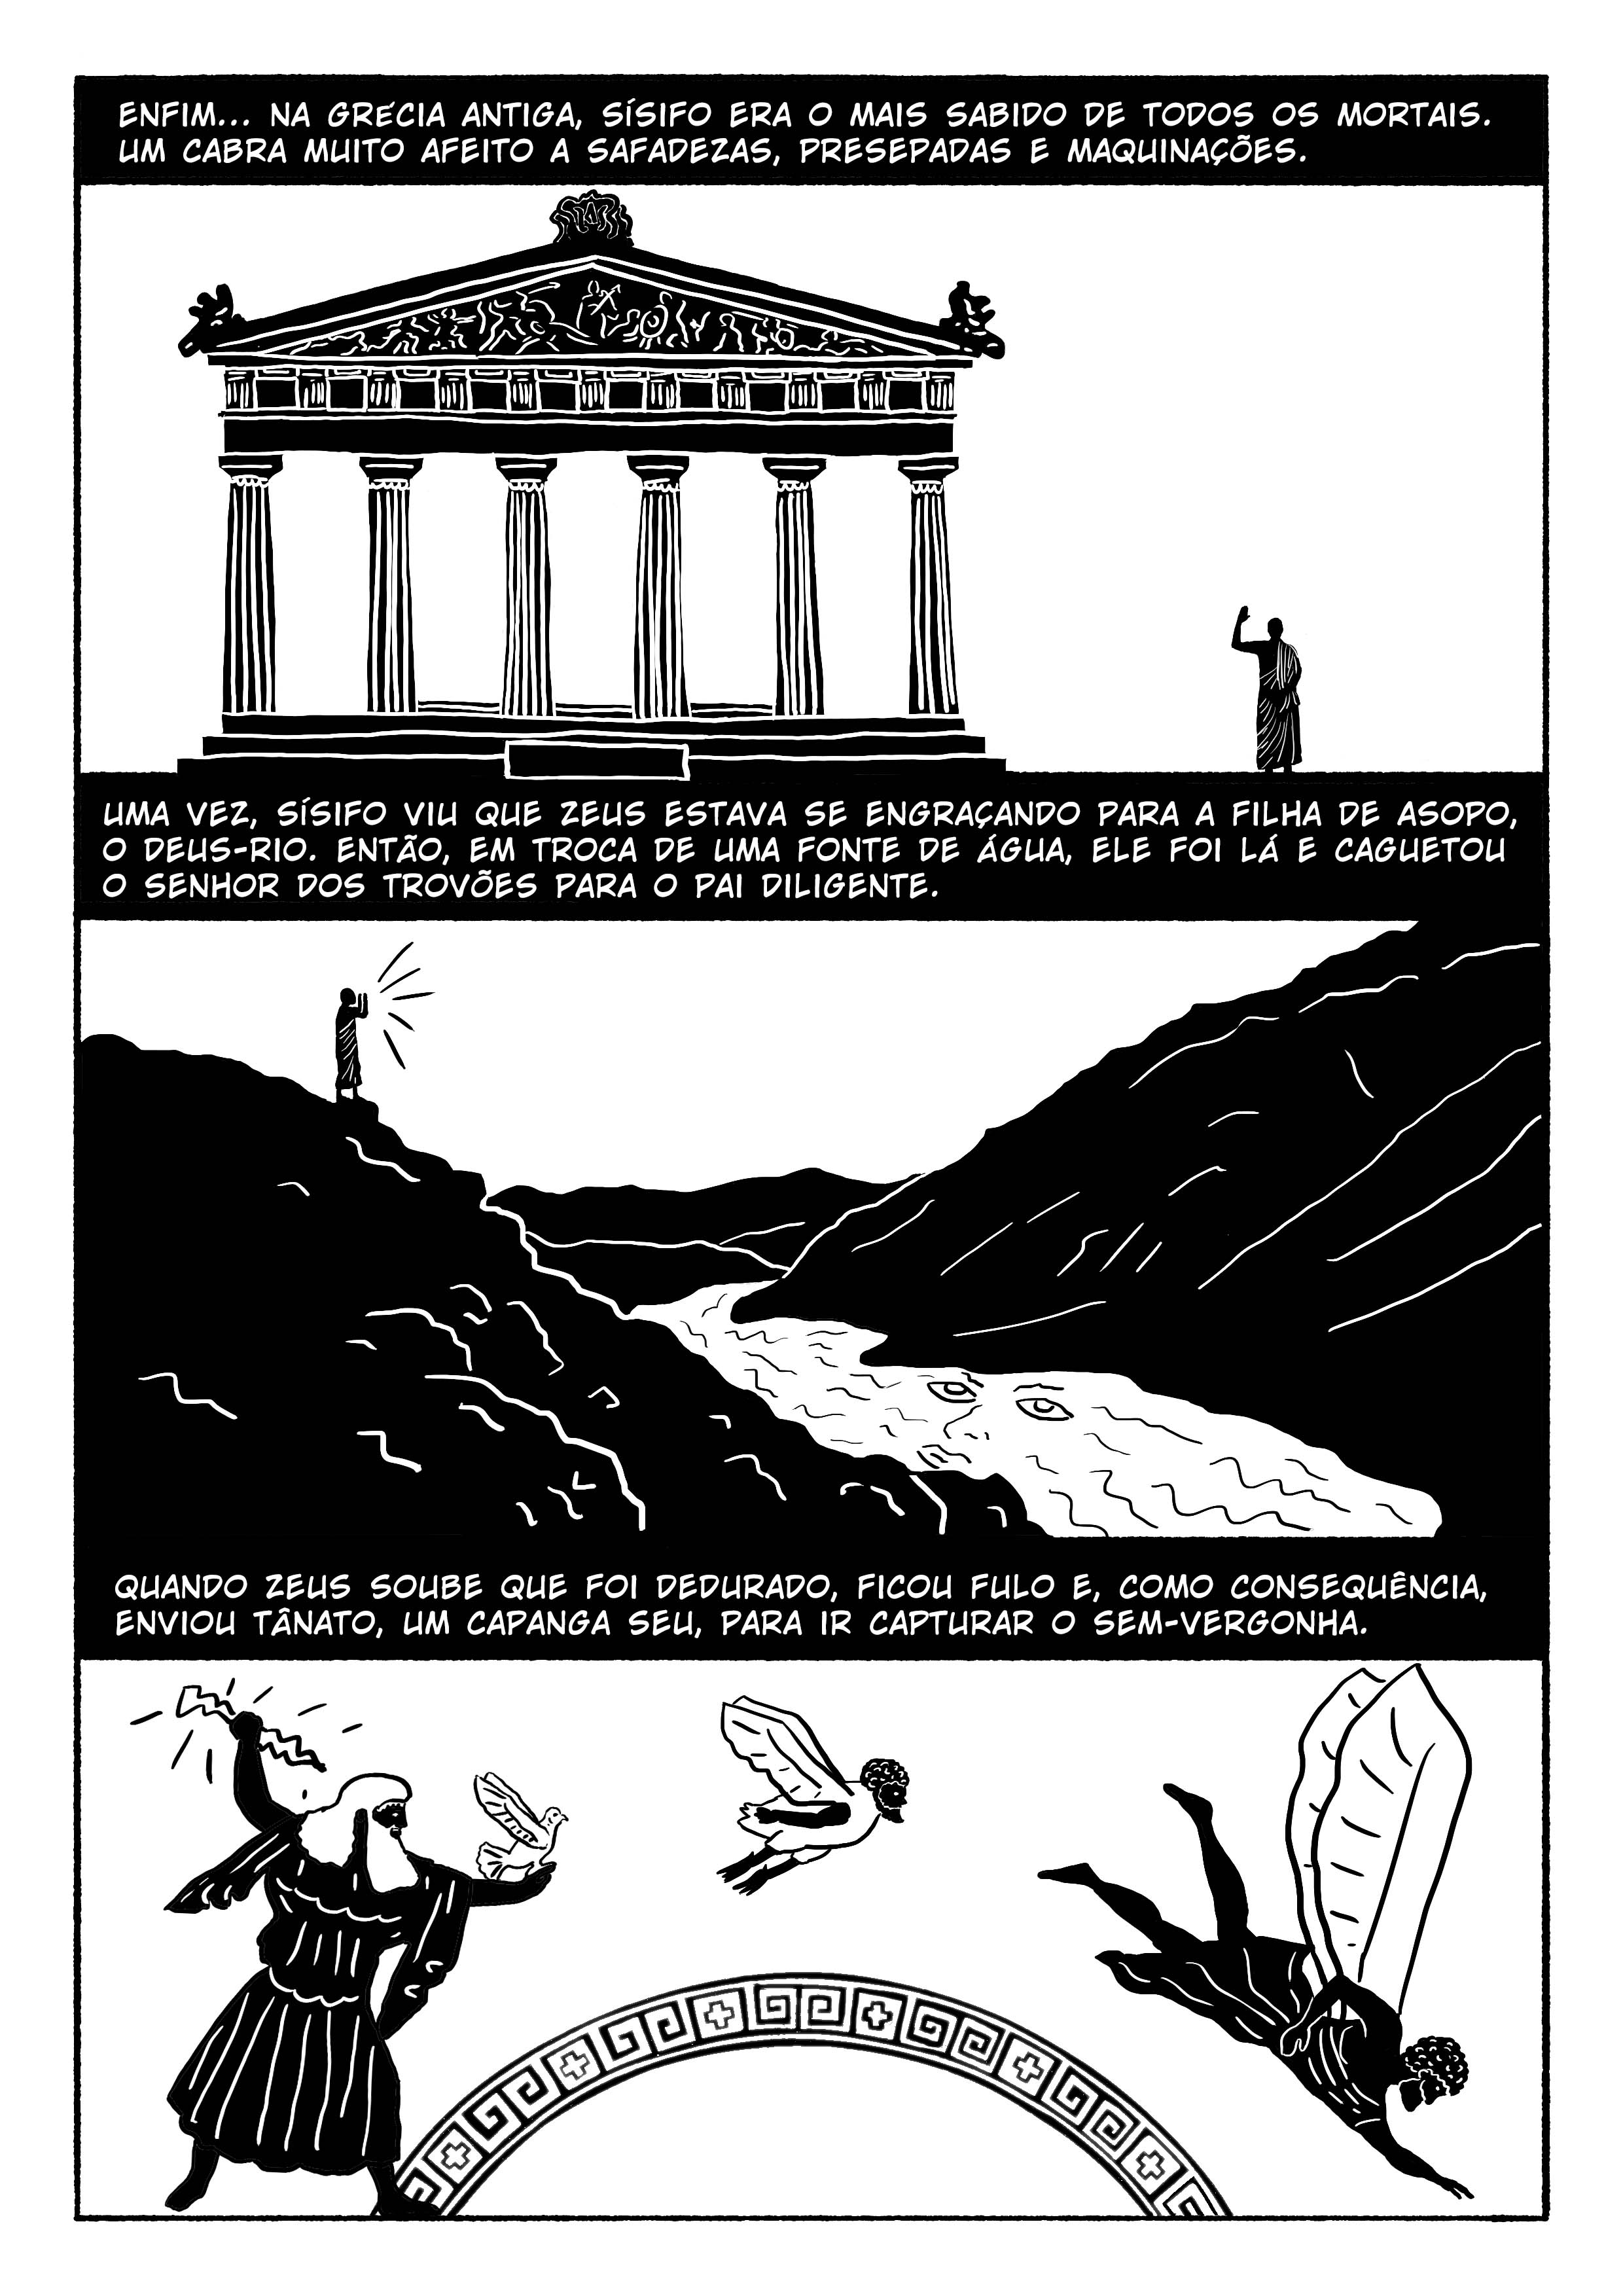 ENFIM... NA GRÉCIA ANTIGA, SÍSIFO ERA O MAIS SABIDO DE TODOS OS MORTAIS.
UM CABRA MUITO AFEITO A SAFADEZAS, PRESEPADAS E MAQUINAÇÕES.
UMA VEZ, SÍSIFO VIU QUE ZEUS ESTAVA SE ENGRAÇANDO PARA A FILHA DE ASOPO,
O DEUS-RIO. ENTÃO, EM TROCA DE UMA FONTE DE ÁGUA, ELE FOI LÁ E CAGUETOU
O SENHOR DOS TROVÕES PARA O PAI DILIGENTE.
QUANDO ZEUS SOUBE QUE FOI DEDURADO, FICOU FULO E, COMO CONSEQUÊNCIA,
ENVIOU TÂNATO, UM CAPANGA SEU, PARA IR CAPTURAR O SEM-VERGONHA.